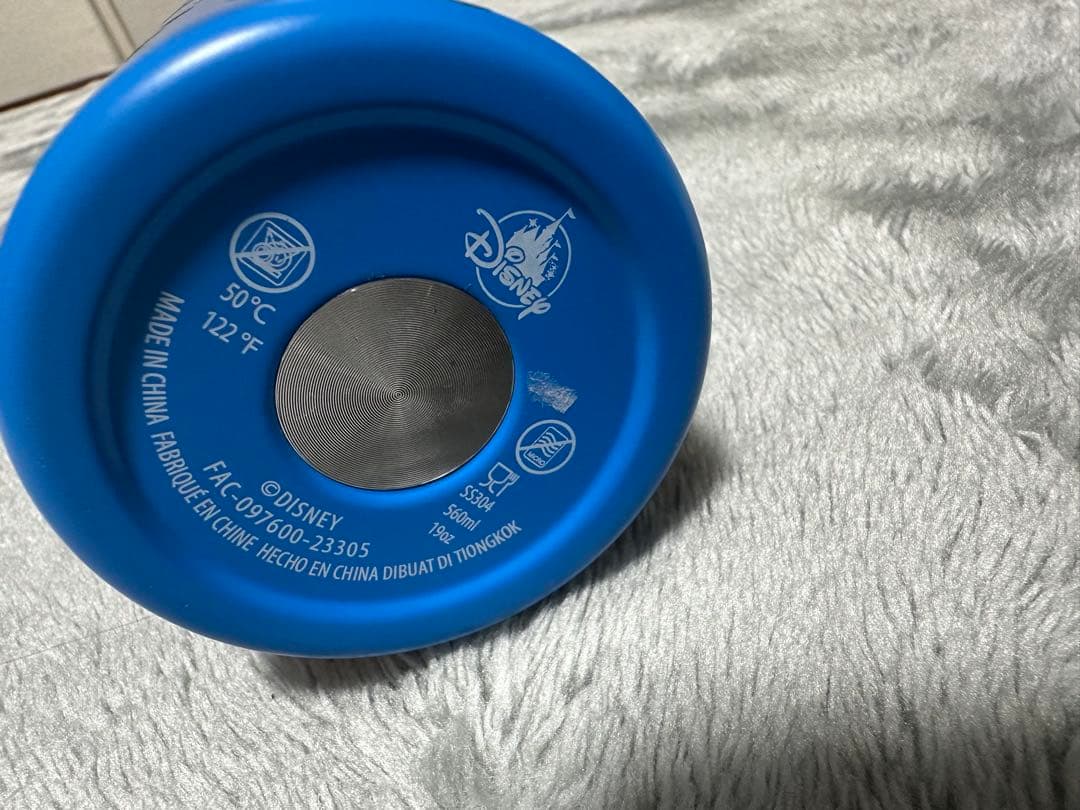 50°C
122°F
Disney
MICRO
SS304
560ml
19oz
©DISNEY
FAC-097600-23305
MADE IN CHINA FABRIQUÉ EN CHINE HECHO EN CHINA DIBUAT DI TIONGKOK